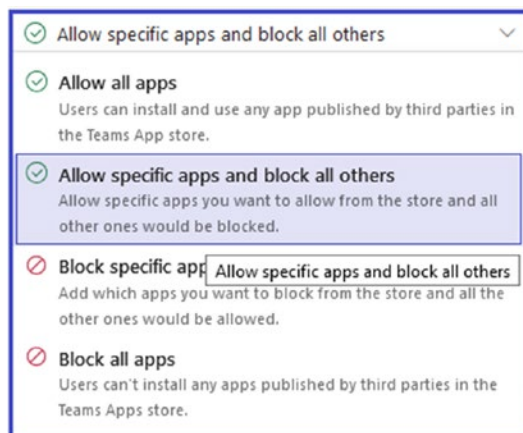 Allow specific apps and block all others
Allow all apps
Users can install and use any app published by third parties in
the Teams App store.
Allow specific apps and block all others
Allow specific apps you want to allow from the store and all
other ones would be blocked.
Block specific app
Allow specific apps and block all others
Add which apps you want to block from the store and all the
other ones would be allowed.
Block all apps
Users can't install any apps published by third parties in the
Teams Apps store.